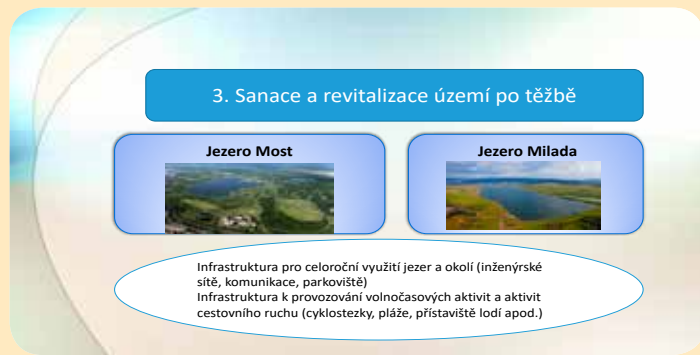 3. Sanace a revitalizace území po těžbě
Jezero Most
Jezero Milada
Infrastruktura pro celoroční využití jezer a okolí (inženýrské
sítě, komunikace, parkoviště)
Infrastruktura k provozování volnočasových aktivit a aktivit
cestovního ruchu (cyklostezky, pláže, přístaviště lodí apod.)